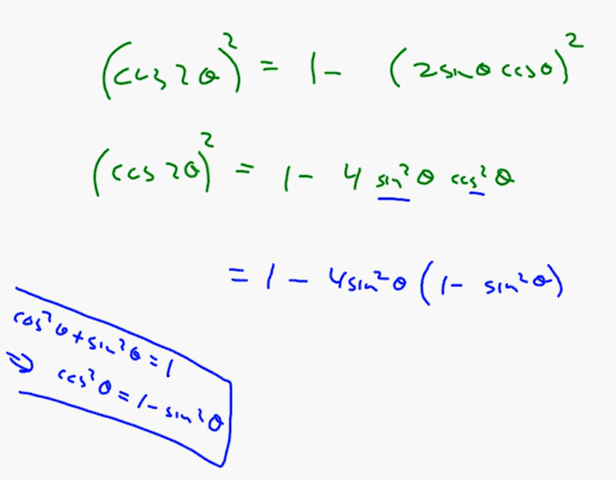 (cos 2θ)² = 1 - (2sinθ cosθ)²
(cos 2θ)² = 1 - 4 sin²θ cos²θ
= 1 - 4sin²θ (1 - sin²θ)
cos²θ + sin²θ = 1
⇒ cos²θ = 1 - sin²θ